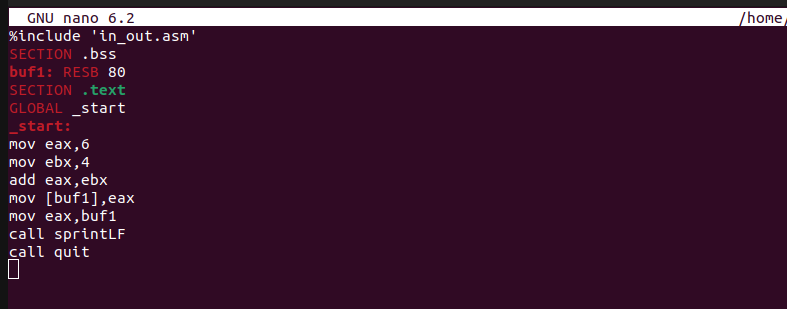 GNU nano 6.2 /home/
%include 'in_out.asm'
SECTION .bss
buf1: RESB 80
SECTION .text
GLOBAL _start
_start:
mov eax,6
mov ebx,4
add eax,ebx
mov [buf1],eax
mov eax,buf1
call sprintLF
call quit